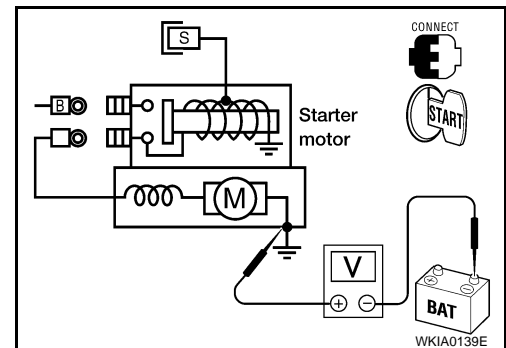 CONNECT
S
B
START
Starter
motor
M
V
+ −
+ −
BAT
WKIA0139E